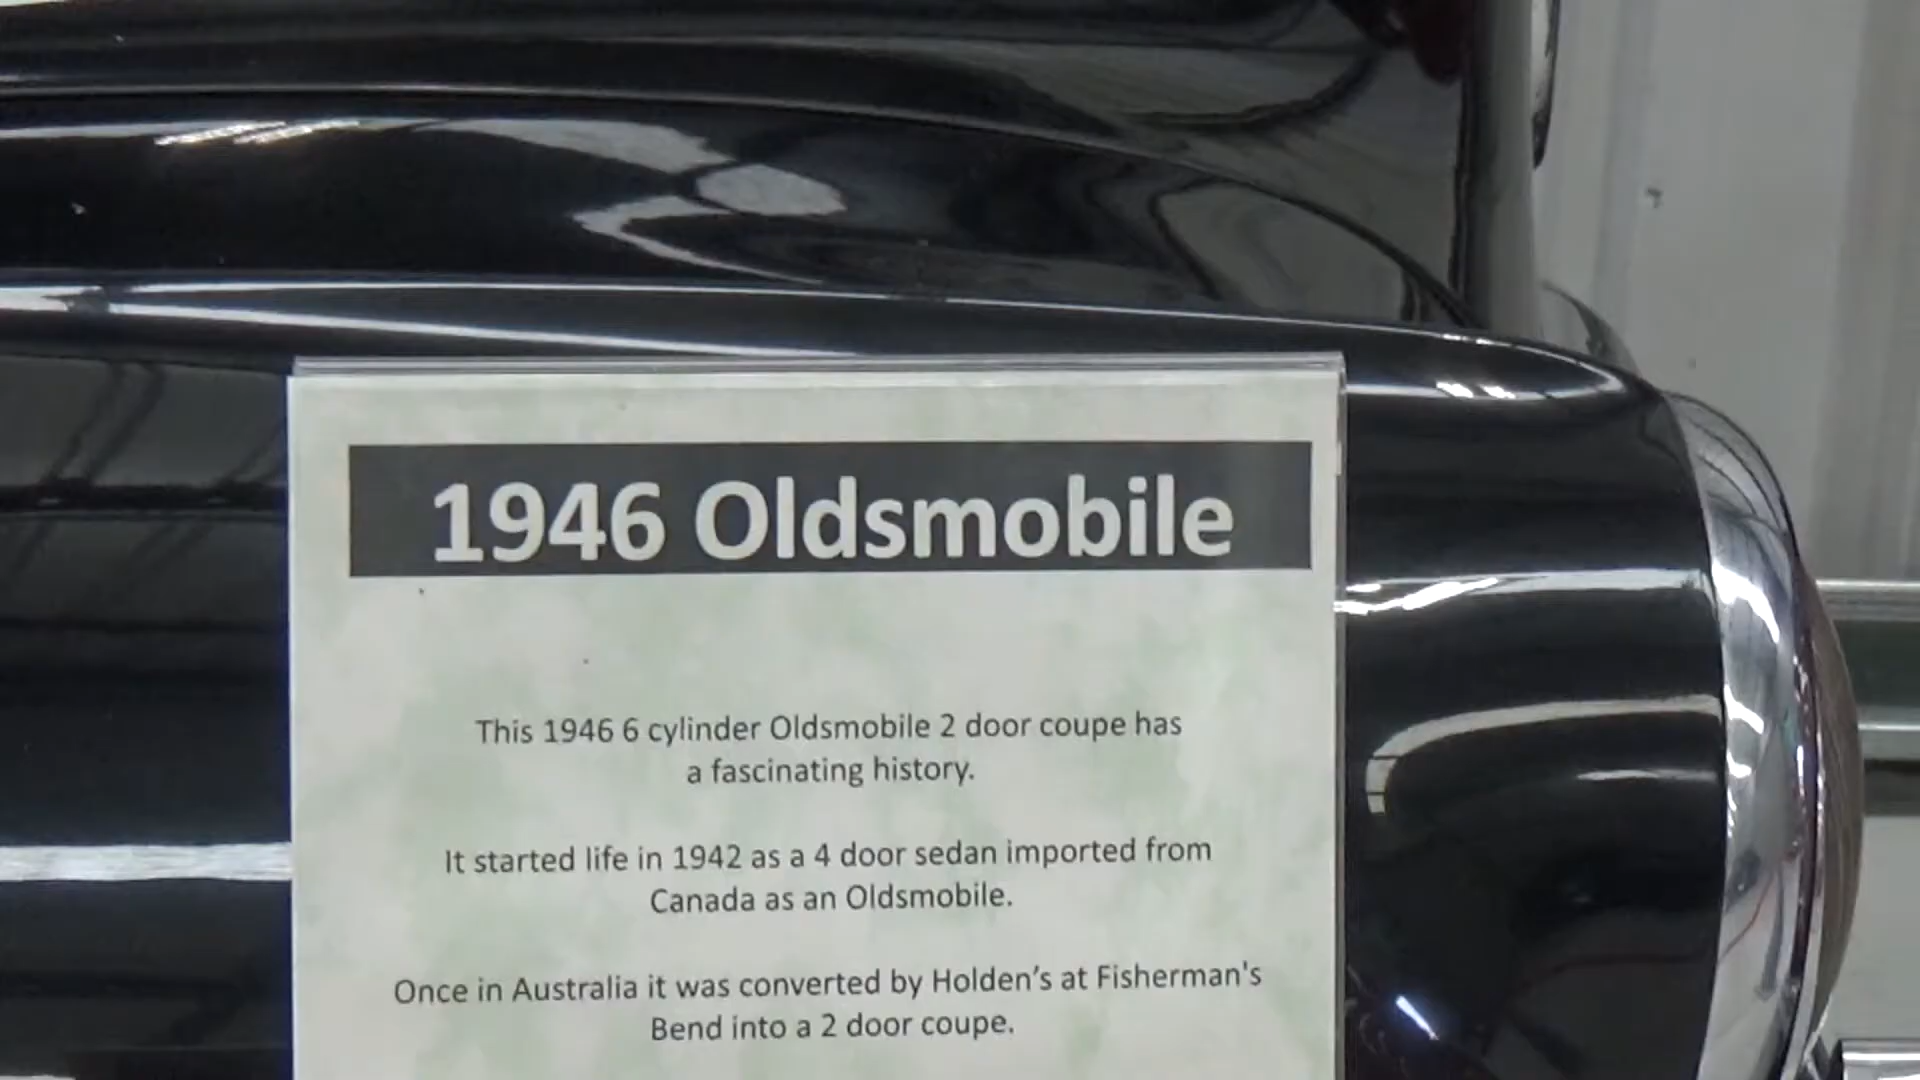 1946 Oldsmobile
This 1946 6 cylinder Oldsmobile 2 door coupe has
a fascinating history.
It started life in 1942 as a 4 door sedan imported from
Canada as an Oldsmobile.
Once in Australia it was converted by Holden’s at Fisherman's
Bend into a 2 door coupe.